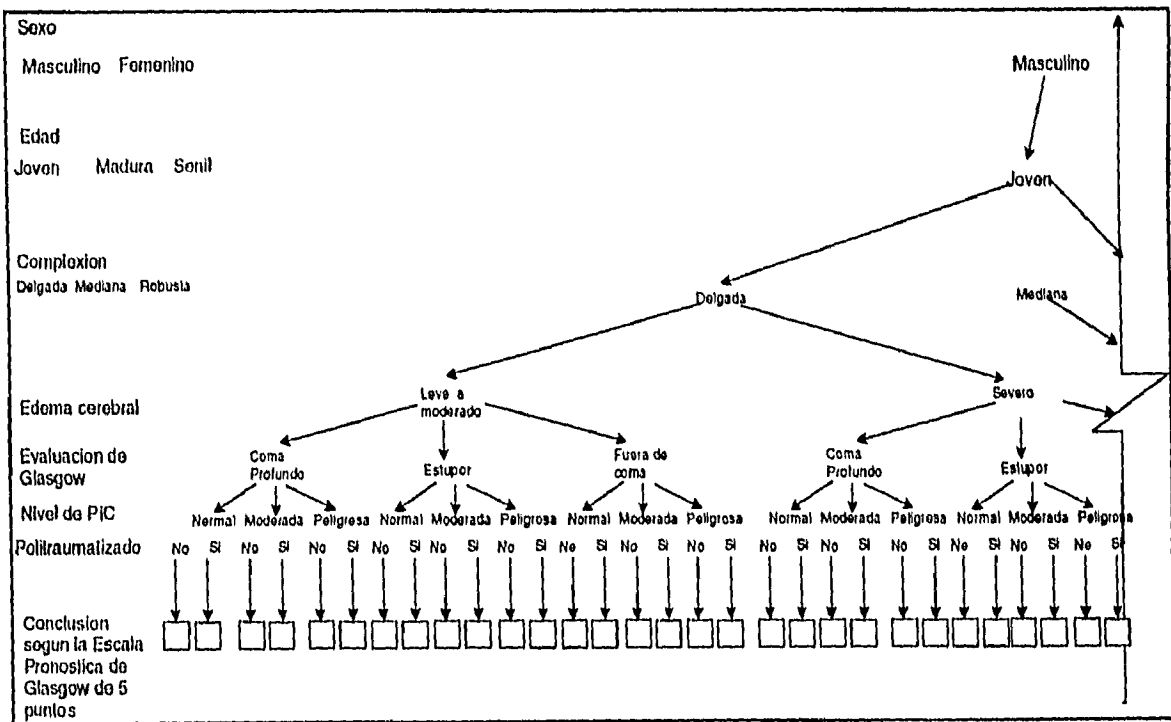 Sexo
Masculino Femenino Masculino
Edad
Joven Madura Senil Joven
Complexion
Delgada Mediana Robusta Delgada Mediana
Edema cerebral Leve a moderado Severo
Evaluacion de Glasgow Coma Profundo Estupor Fuera de coma Coma Profundo Estupor
Nivel de PIC Normal Moderada Peligrosa Normal Moderada Peligrosa Normal Moderada Peligrosa Normal Moderada Peligrosa Normal Moderada Peligrosa
Politraumatizado No Si No Si No Si No Si No Si No Si No Si No Si No Si No Si No Si No Si No Si No Si No Si
Conclusion
segun la Escala
Pronostica de
Glasgow de 5
puntos